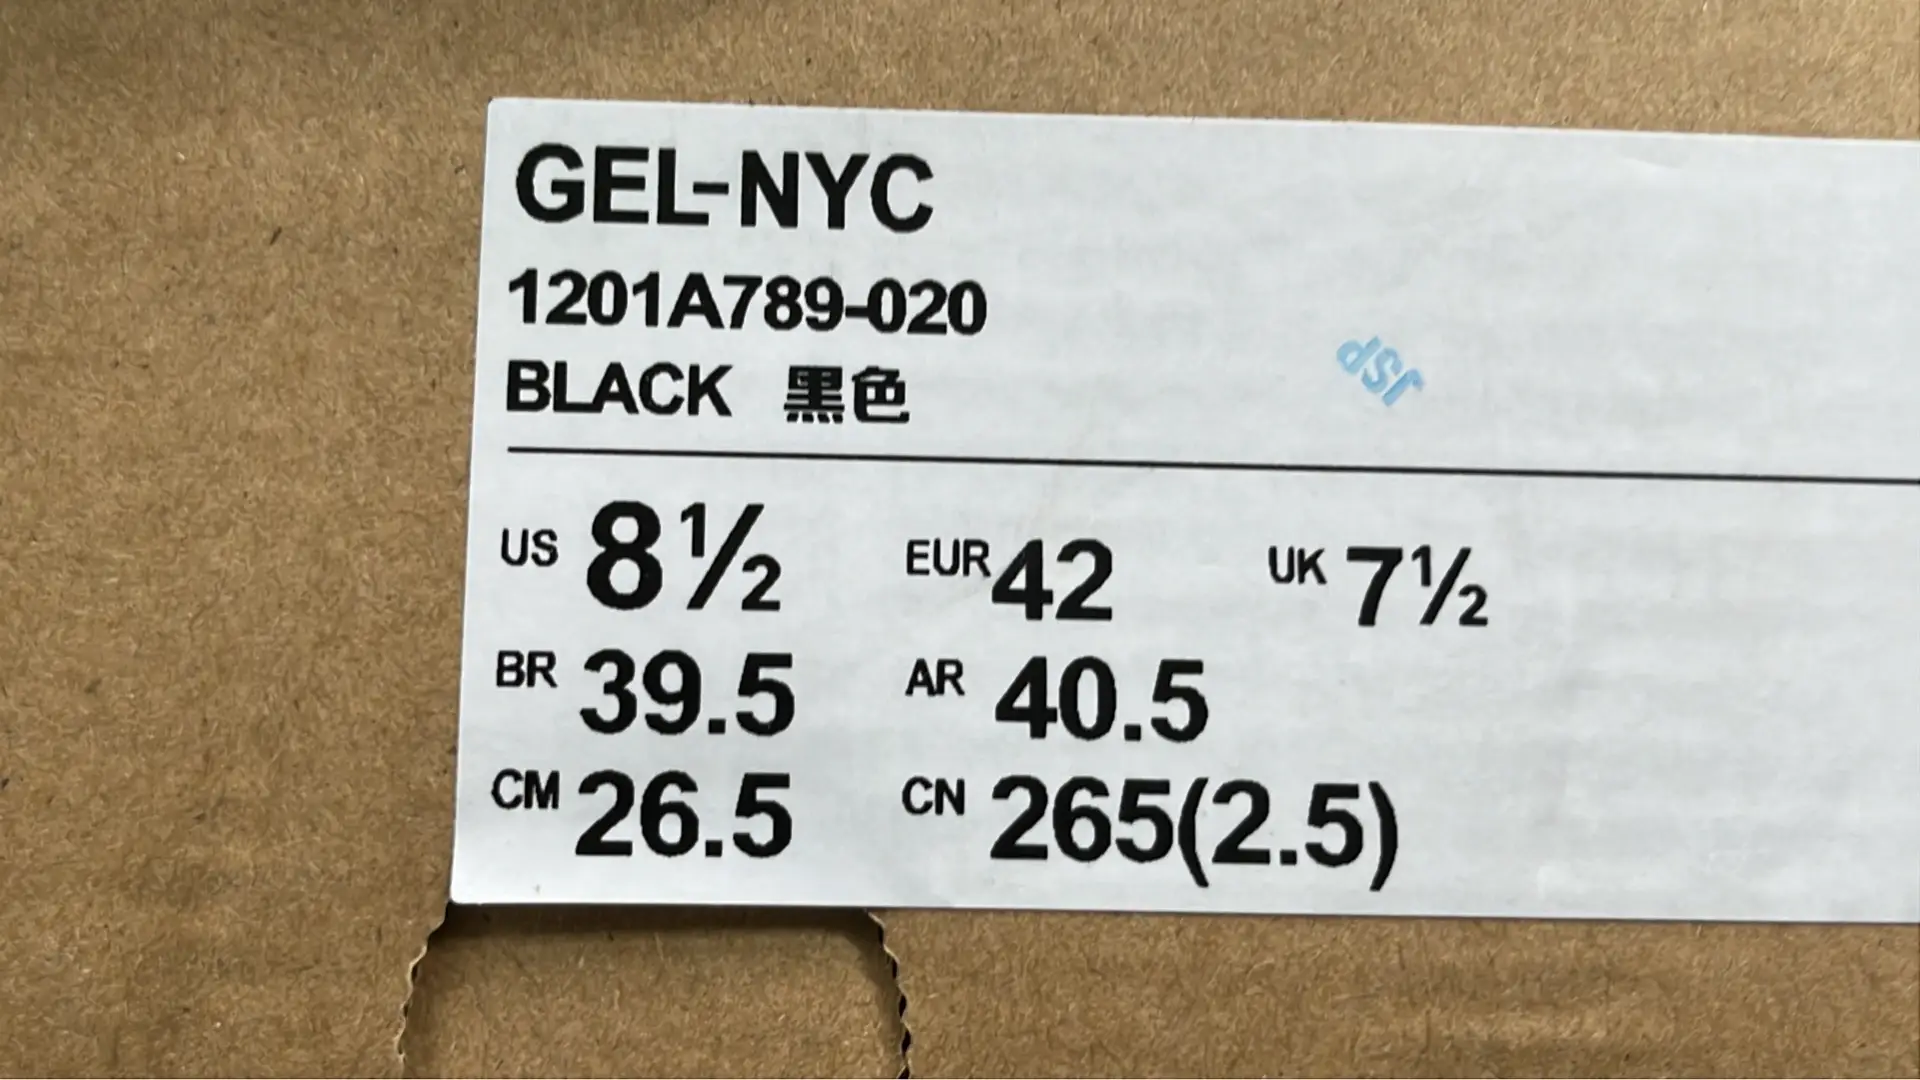 GEL-NYC
1201A789-020
BLACK 黑色
JSP
US 8½ EUR 42 UK 7½
BR 39.5 AR 40.5
CM 26.5 CN 265(2.5)